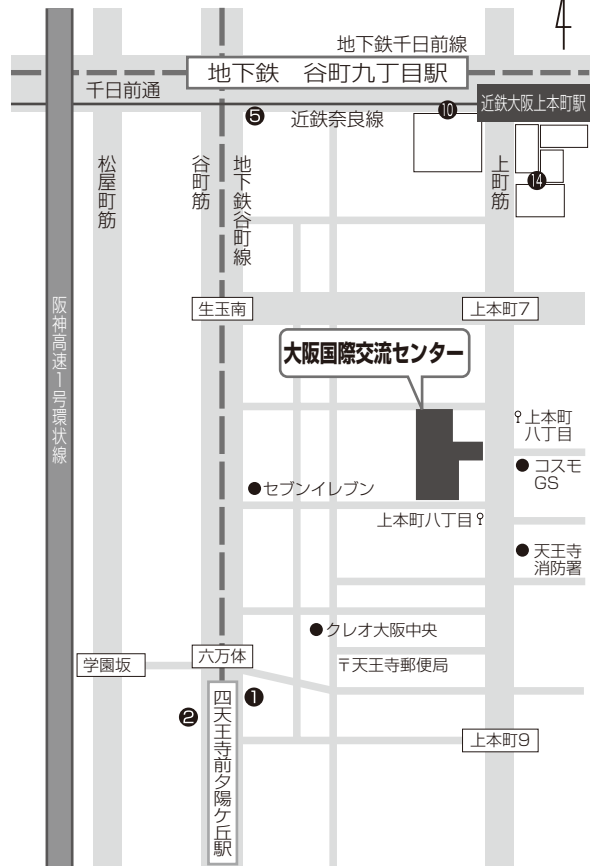 4
地下鉄千日前線
地下鉄 谷町九丁目駅
千日前通
近鉄大阪上本町駅
❺
近鉄奈良線
❿
⓮
松屋町筋
谷町筋
地下鉄谷町線
上町筋
阪神高速1号環状線
生玉南
上本町7
大阪国際交流センター
上本町
八丁目
コスモ
GS
セブンイレブン
上本町八丁目
天王寺
消防署
クレオ大阪中央
学園坂
六万体
〒天王寺郵便局
❷
四天王寺前夕陽ケ丘駅
❶
上本町9